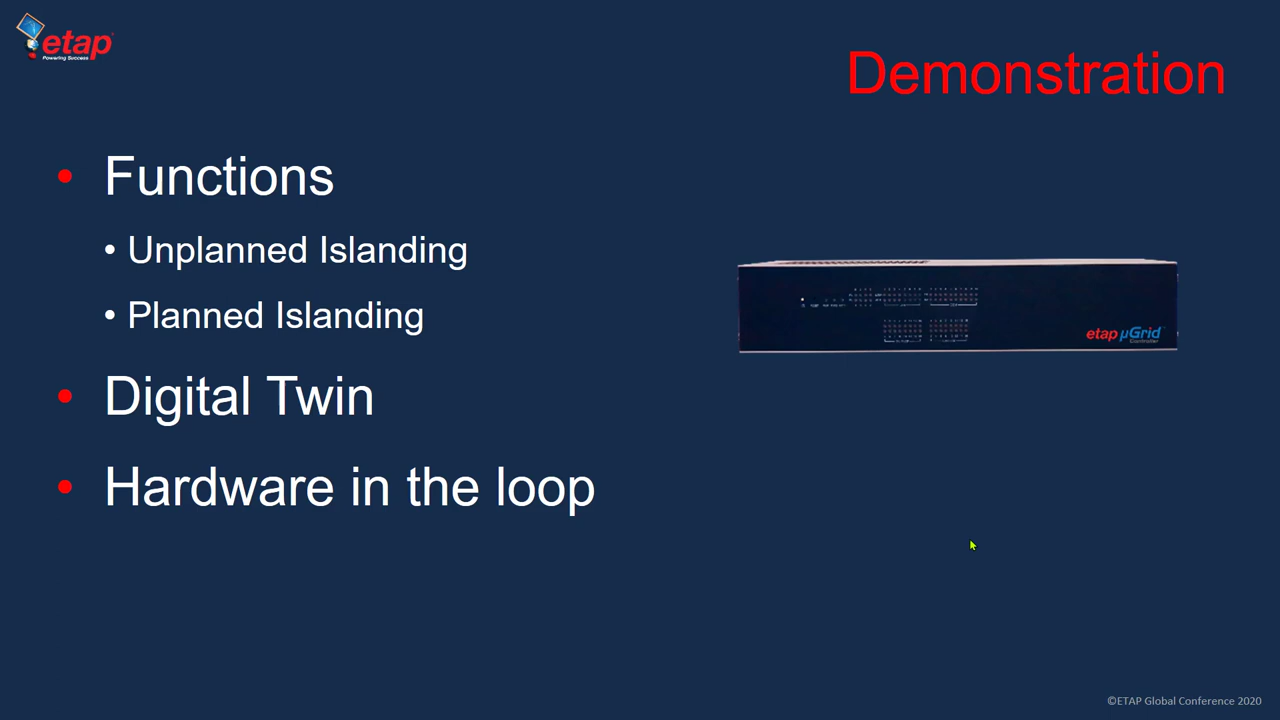 etap
Powering Success
Demonstration
• Functions
• Unplanned Islanding
• Planned Islanding
• Digital Twin
• Hardware in the loop
etap µGrid
Controller
©ETAP Global Conference 2020